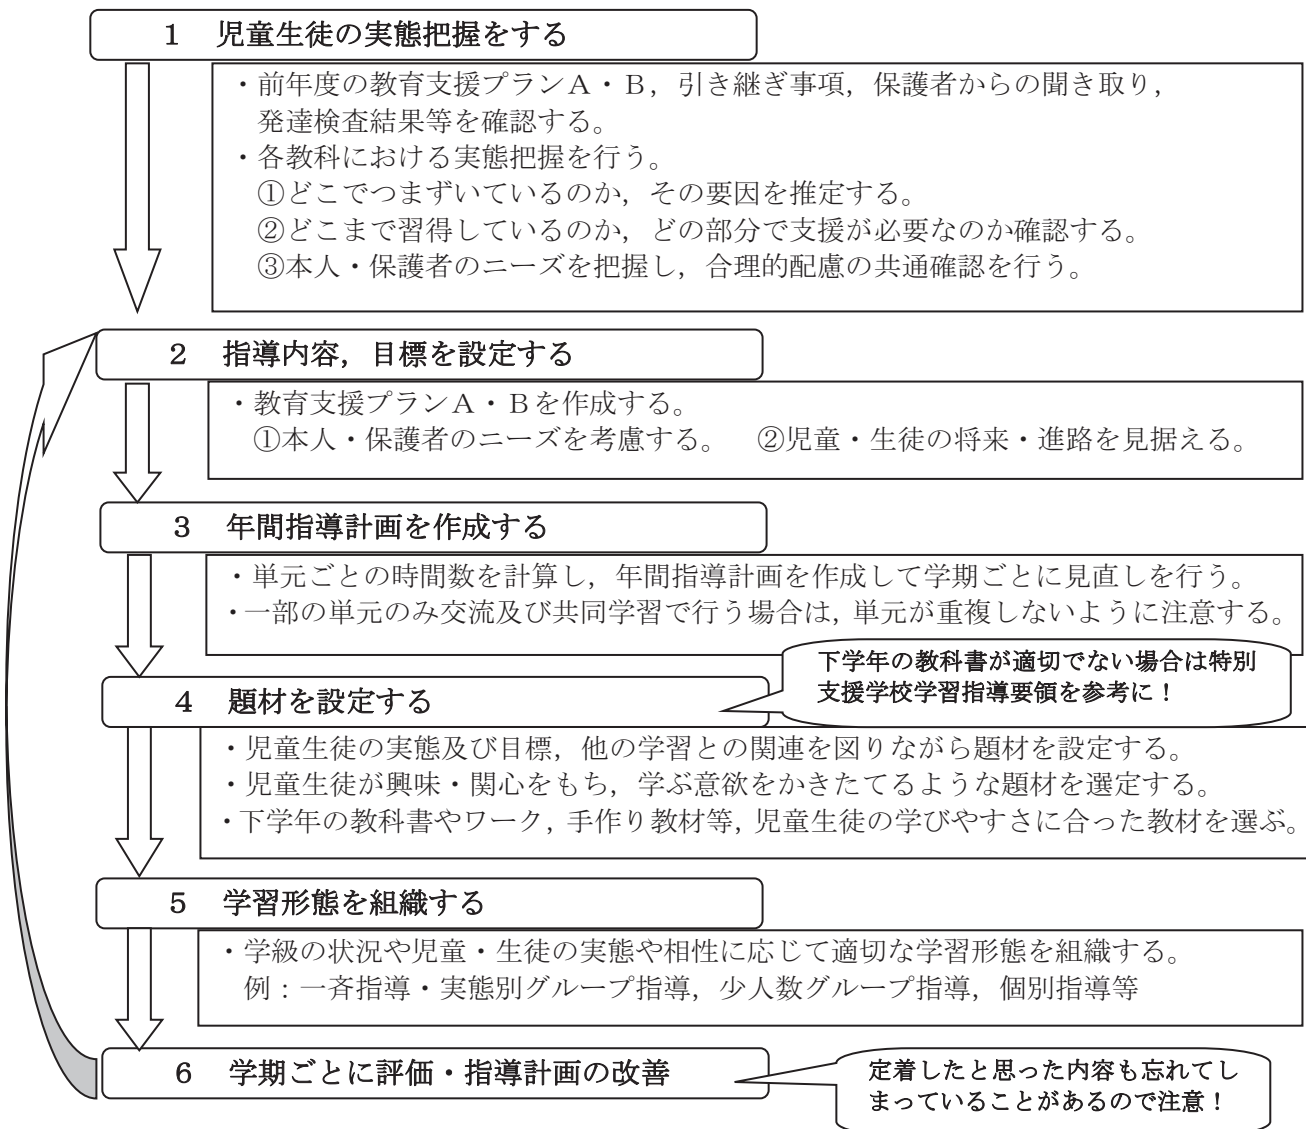 １　児童生徒の実態把握をする
・前年度の教育支援プランＡ・Ｂ，引き継ぎ事項，保護者からの聞き取り，
発達検査結果等を確認する。
・各教科における実態把握を行う。
①どこでつまずいているのか，その要因を推定する。
②どこまで習得しているのか，どの部分で支援が必要なのか確認する。
③本人・保護者のニーズを把握し，合理的配慮の共通確認を行う。
２　指導内容，目標を設定する
・教育支援プランＡ・Ｂを作成する。
①本人・保護者のニーズを考慮する。　②児童・生徒の将来・進路を見据える。
３　年間指導計画を作成する
・単元ごとの時間数を計算し，年間指導計画を作成して学期ごとに見直しを行う。
・一部の単元のみ交流及び共同学習で行う場合は，単元が重複しないように注意する。
下学年の教科書が適切でない場合は特別
支援学校学習指導要領を参考に！
４　題材を設定する
・児童生徒の実態及び目標，他の学習との関連を図りながら題材を設定する。
・児童生徒が興味・関心をもち，学ぶ意欲をかきたてるような題材を選定する。
・下学年の教科書やワーク，手作り教材等，児童生徒の学びやすさに合った教材を選ぶ。
５　学習形態を組織する
・学級の状況や児童・生徒の実態や相性に応じて適切な学習形態を組織する。
例：一斉指導・実態別グループ指導，少人数グループ指導，個別指導等
６　学期ごとに評価・指導計画の改善
定着したと思った内容も忘れてし
まっていることがあるので注意！